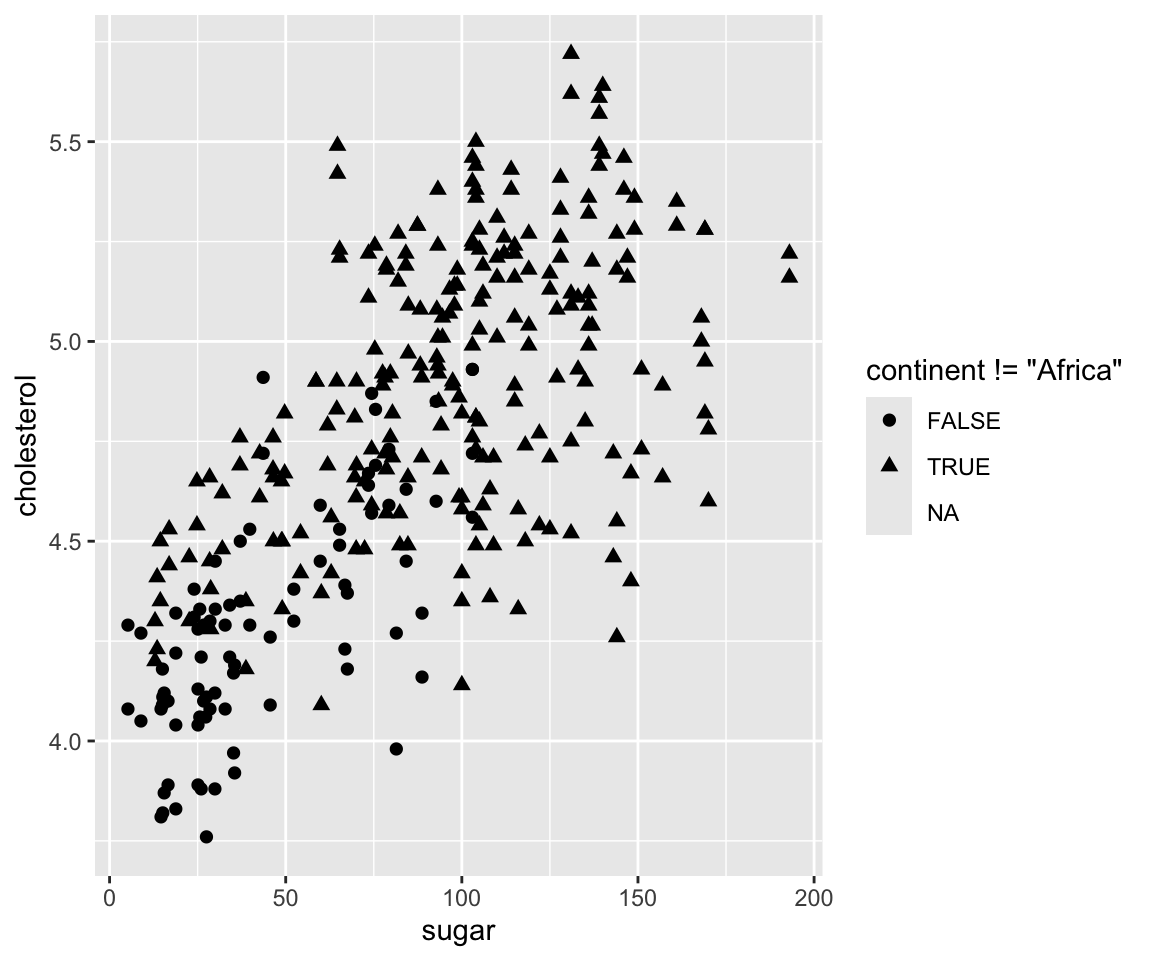 5.5
5.0
4.5
4.0
cholesterol
0 50 100 150 200
sugar
continent != "Africa"
FALSE
TRUE
NA